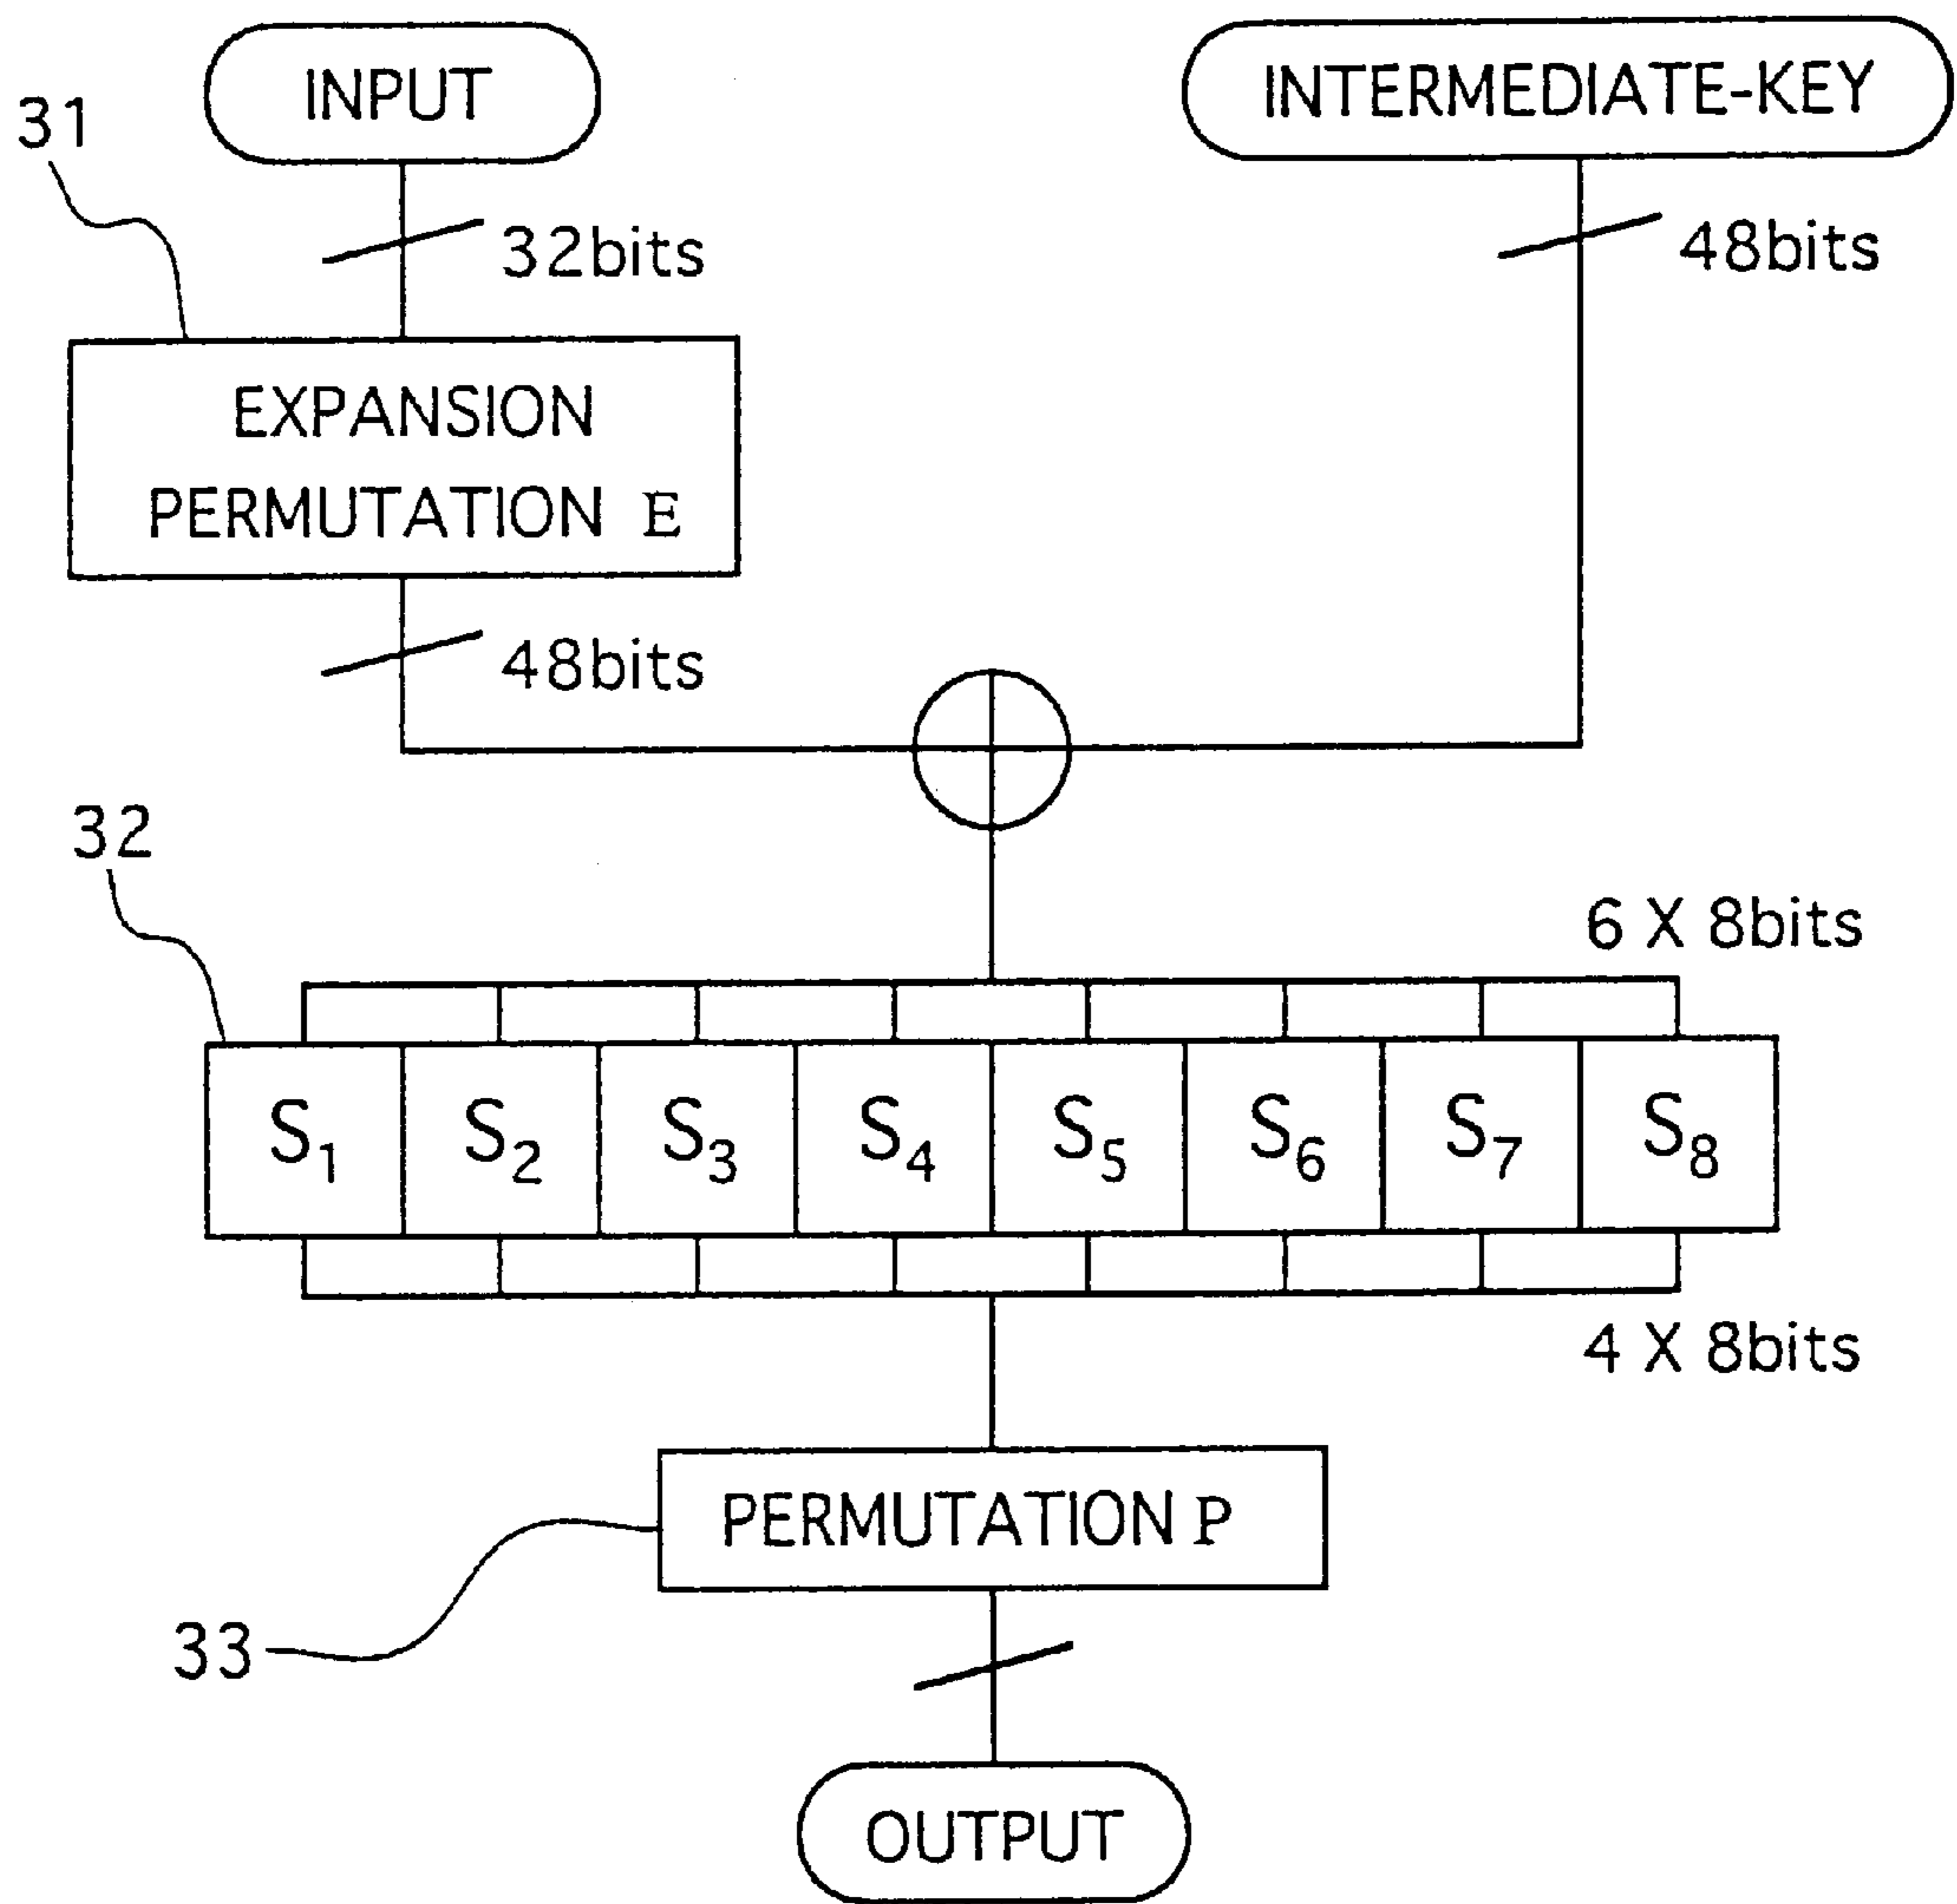 INPUT
INTERMEDIATE-KEY
31
32bits
48bits
EXPANSION
PERMUTATION E
48bits
32
6 X 8bits
S1 S2 S3 S4 S5 S6 S7 S8
4 X 8bits
PERMUTATION P
33
OUTPUT